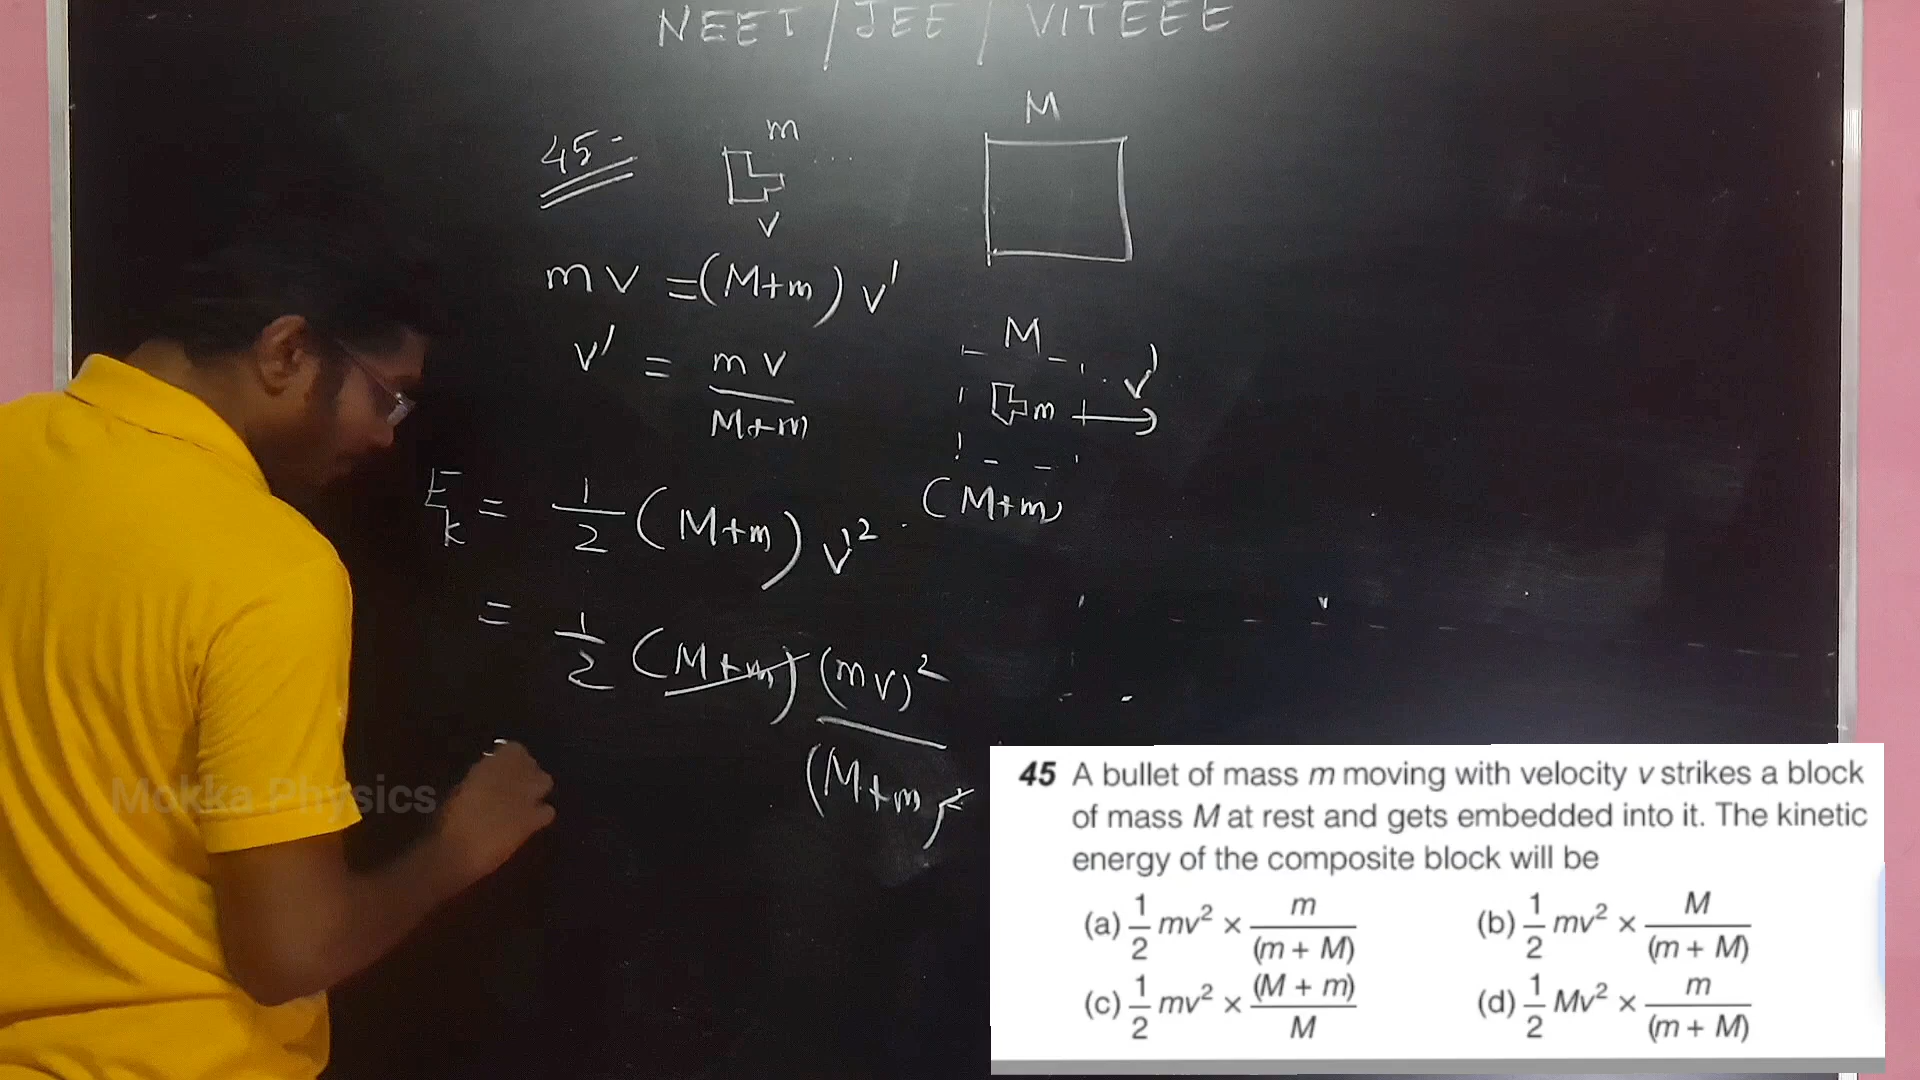 NEET / JEE / VITEEE
45-
m
M
v
mv = (M+m) v'
v' = mv / M+m
M
m
v'
(M+m)
E_k = 1/2 (M+m) v'^2
= 1/2 (M+m) (mv)^2 / (M+m)^2
=
Mokka Physics
45 A bullet of mass m moving with velocity v strikes a block
of mass M at rest and gets embedded into it. The kinetic
energy of the composite block will be
(a) 1/2 mv² × m/(m + M) (b) 1/2 mv² × M/(m + M)
(c) 1/2 mv² × (M + m)/M (d) 1/2 Mv² × m/(m + M)